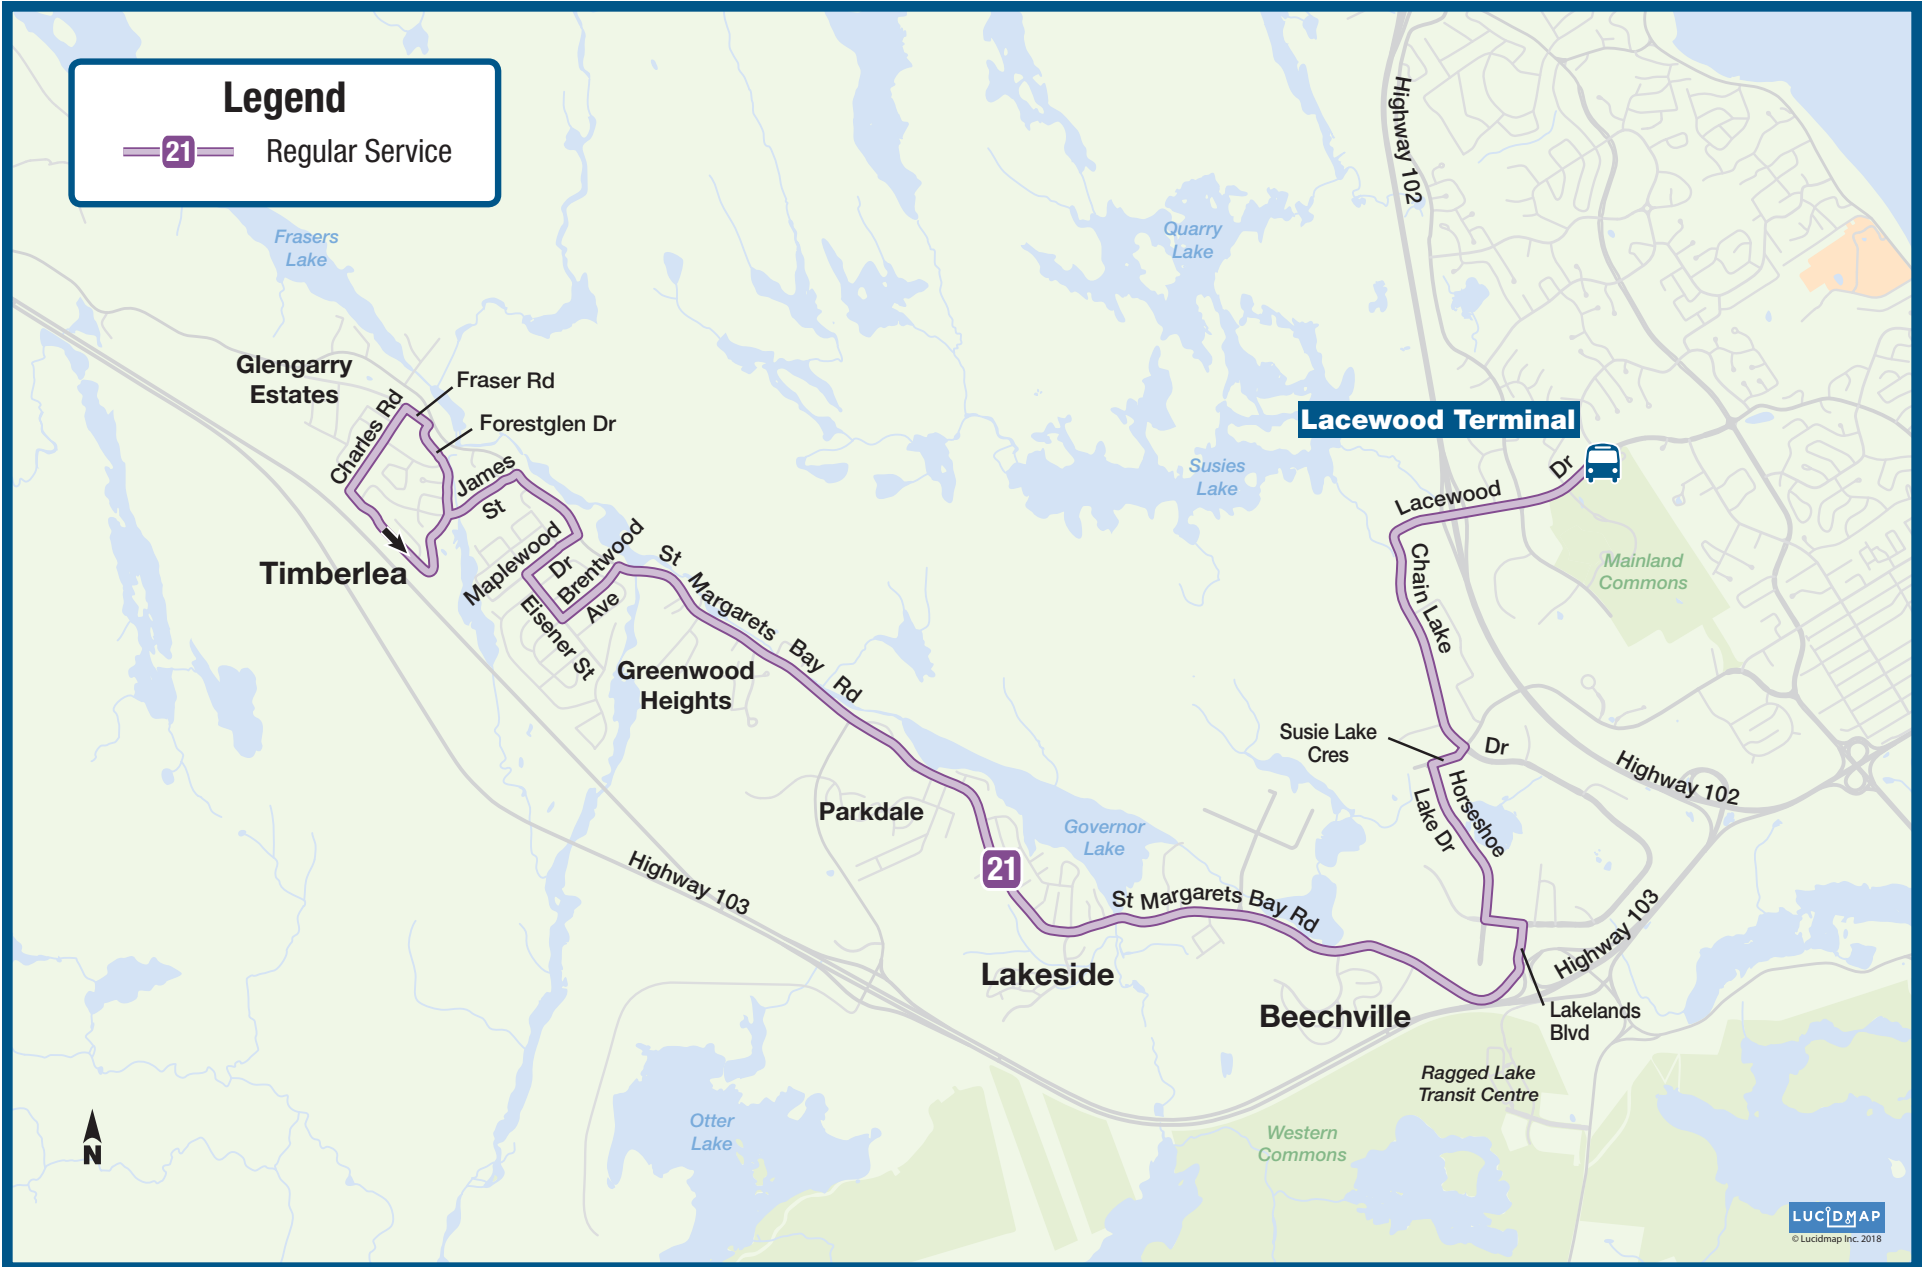 Legend
21 Regular Service
Highway 102
Frasers
Lake
Quarry
Lake
Glengarry
Estates
Fraser Rd
Forestglen Dr
Charles Rd
James
St
Timberlea
Maplewood
Dr
Brentwood
Ave
Eisener St
St Margarets Bay Rd
Greenwood
Heights
Lacewood Terminal
Susies
Lake
Lacewood Dr
Mainland
Commons
Chain Lake
Dr
Susie Lake
Cres
Horseshoe
Lake Dr
Highway 102
Parkdale
Governor
Lake
21
Highway 103
St Margarets Bay Rd
Highway 103
Lakeside
Beechville
Lakelands
Blvd
Ragged Lake
Transit Centre
Otter
Lake
Western
Commons
N
LUCIDMAP
© Lucidmap Inc. 2018